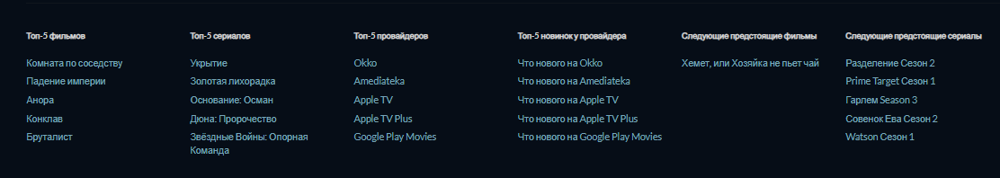 Топ-5 фильмов
Комната по соседству
Падение империи
Анора
Конклав
Бруталист
Топ-5 сериалов
Укрытие
Золотая лихорадка
Основание: Осман
Дюна: Пророчество
Звёздные Войны: Опорная
Команда
Топ-5 провайдеров
Okko
Amediateka
Apple TV
Apple TV Plus
Google Play Movies
Топ-5 новинок у провайдера
Что нового на Okko
Что нового на Amediateka
Что нового на Apple TV
Что нового на Apple TV Plus
Что нового на Google Play Movies
Следующие предстоящие фильмы
Хемет, или Хозяйка не пьет чай
Следующие предстоящие сериалы
Разделение Сезон 2
Prime Target Сезон 1
Гарлем Season 3
Совенок Ева Сезон 2
Watson Сезон 1